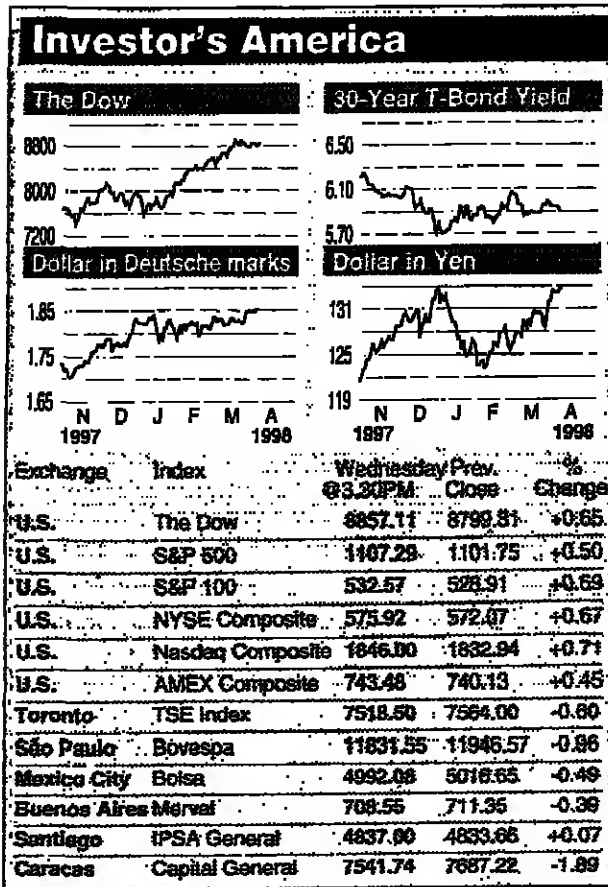 Investor's America
The Dow
8800
8000
7200
30-Year T-Bond Yield
6.50
6.10
5.70
Dollar in Deutsche marks
1.85
1.75
1.65
N D J F M A
1997 1998
Dollar in Yen
131
125
119
N D J F M A
1997 1998
Exchange Index Wednesday Prev. %
@3.30PM Close Change
U.S. The Dow 8857.11 8799.81 +0.65
U.S. S&P 500 1107.29 1101.75 +0.50
U.S. S&P 100 532.57 528.91 +0.69
U.S. NYSE Composite 575.92 572.07 +0.67
U.S. Nasdaq Composite 1846.00 1832.94 +0.71
U.S. AMEX Composite 743.48 740.13 +0.45
Toronto TSE Index 7518.50 7564.00 -0.60
São Paulo Bovespa 11831.55 11946.57 -0.96
Mexico City Bolsa 4992.08 5016.65 -0.49
Buenos Aires Merval 708.55 711.35 -0.39
Santiago IPSA General 4837.00 4833.66 +0.07
Caracas Capital General 7541.74 7687.22 -1.89